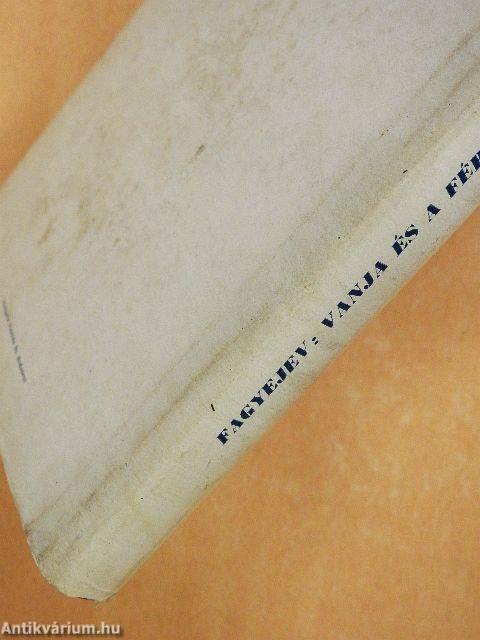 FAGYEJEV: VANJA ÉS A
Antikvárium.hu